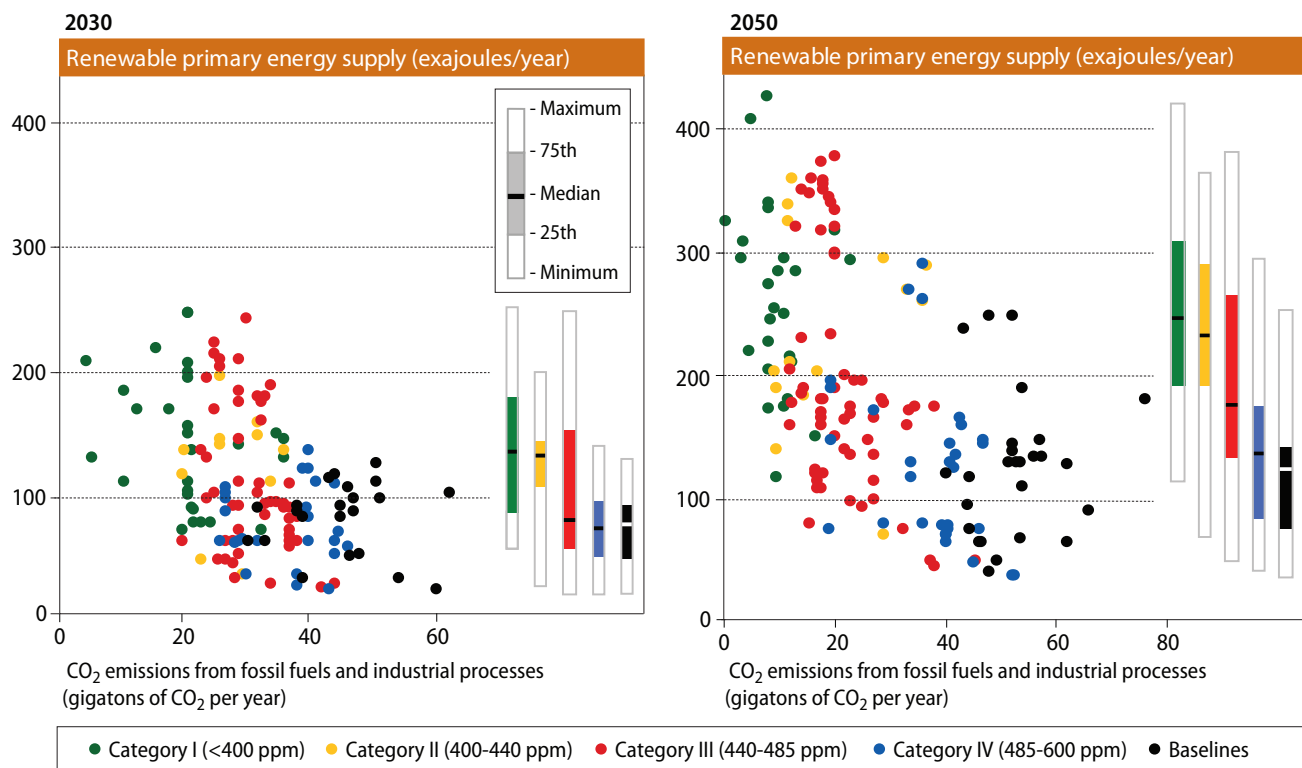 2030
Renewable primary energy supply (exajoules/year)
400
300
200
100
0
- Maximum
- 75th
- Median
- 25th
- Minimum
0 20 40 60
CO₂ emissions from fossil fuels and industrial processes
(gigatons of CO₂ per year)
2050
Renewable primary energy supply (exajoules/year)
400
300
200
100
0
0 20 40 60 80
CO₂ emissions from fossil fuels and industrial processes
(gigatons of CO₂ per year)
Category I (<400 ppm) Category II (400-440 ppm) Category III (440-485 ppm) Category IV (485-600 ppm) Baselines